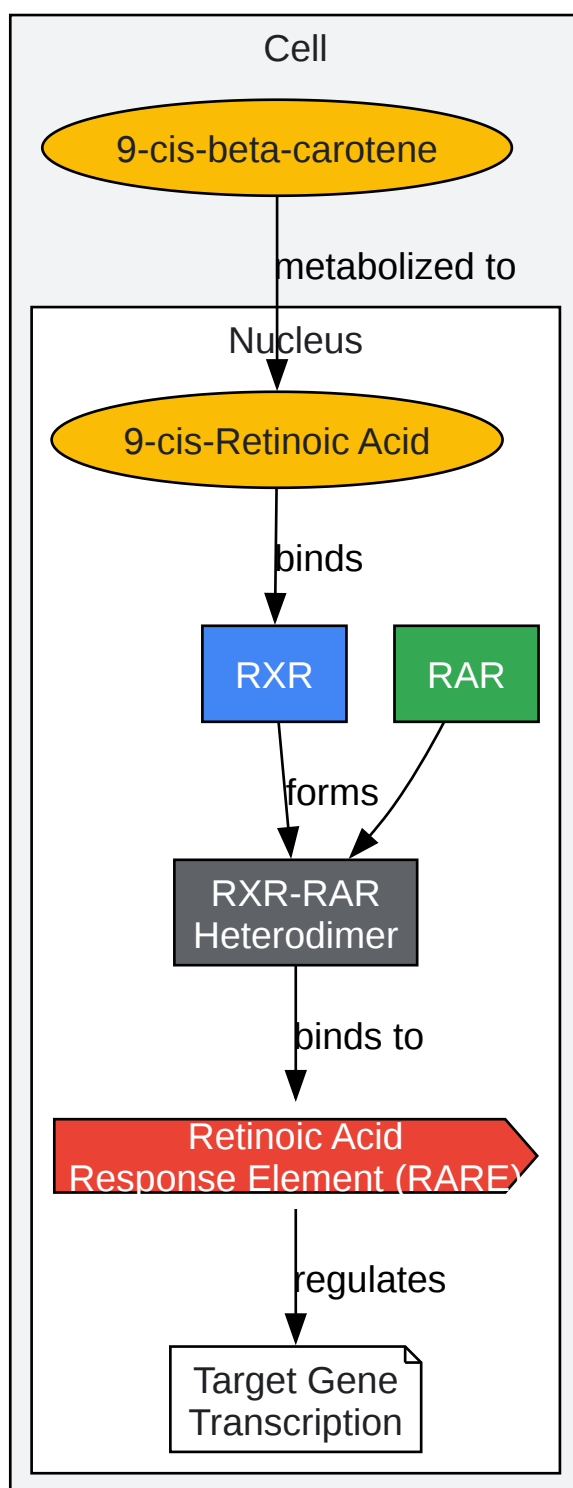 Cell
9-cis-beta-carotene
metabolized to
Nucleus
9-cis-Retinoic Acid
binds
RXR
RAR
forms
RXR-RAR
Heterodimer
binds to
Retinoic Acid
Response Element (RARE)
regulates
Target Gene
Transcription